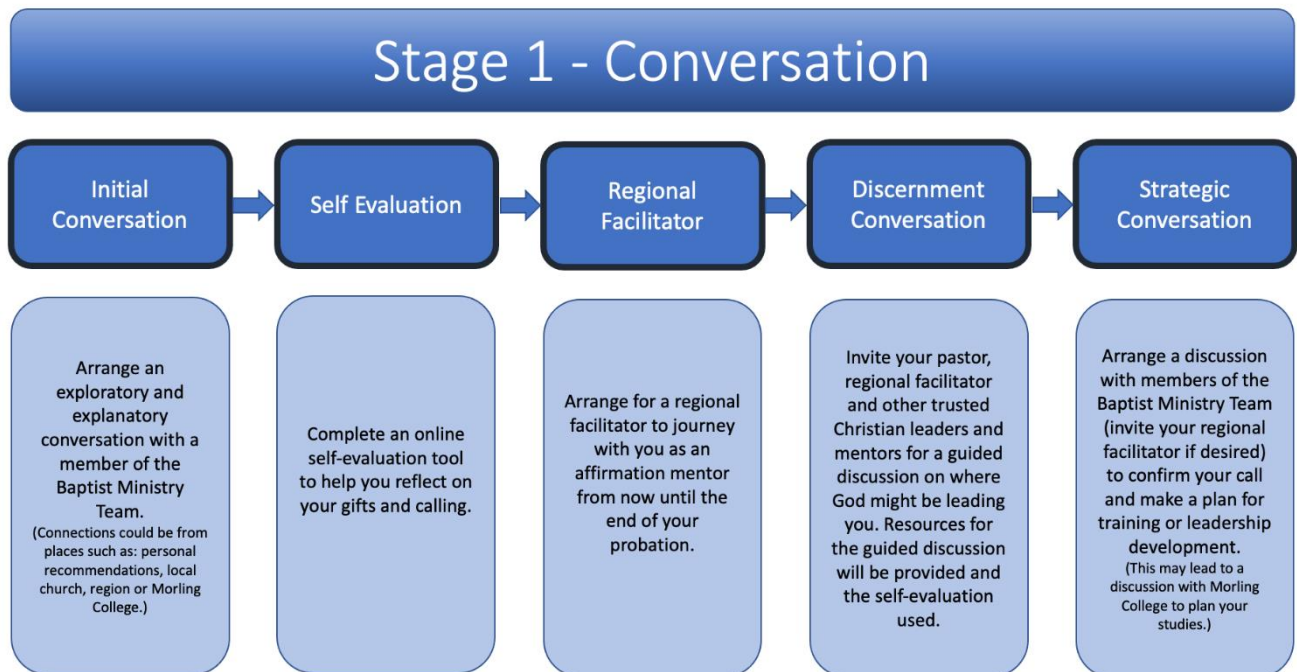 Stage 1 - Conversation
Initial
Conversation
Self Evaluation
Regional
Facilitator
Discernment
Conversation
Strategic
Conversation
Arrange an
exploratory and
explanatory
conversation with a
member of the
Baptist Ministry
Team.
(Connections could be from
places such as: personal
recommendations, local
church, region or Morling
College.)
Complete an online
self-evaluation tool
to help you reflect on
your gifts and calling.
Arrange for a regional
facilitator to journey
with you as an
affirmation mentor
from now until the
end of your
probation.
Invite your pastor,
regional facilitator
and other trusted
Christian leaders and
mentors for a guided
discussion on where
God might be leading
you. Resources for
the guided discussion
will be provided and
the self-evaluation
used.
Arrange a discussion
with members of the
Baptist Ministry Team
(invite your regional
facilitator if desired)
to confirm your call
and make a plan for
training or leadership
development.
(This may lead to a
discussion with Morling
College to plan your
studies.)